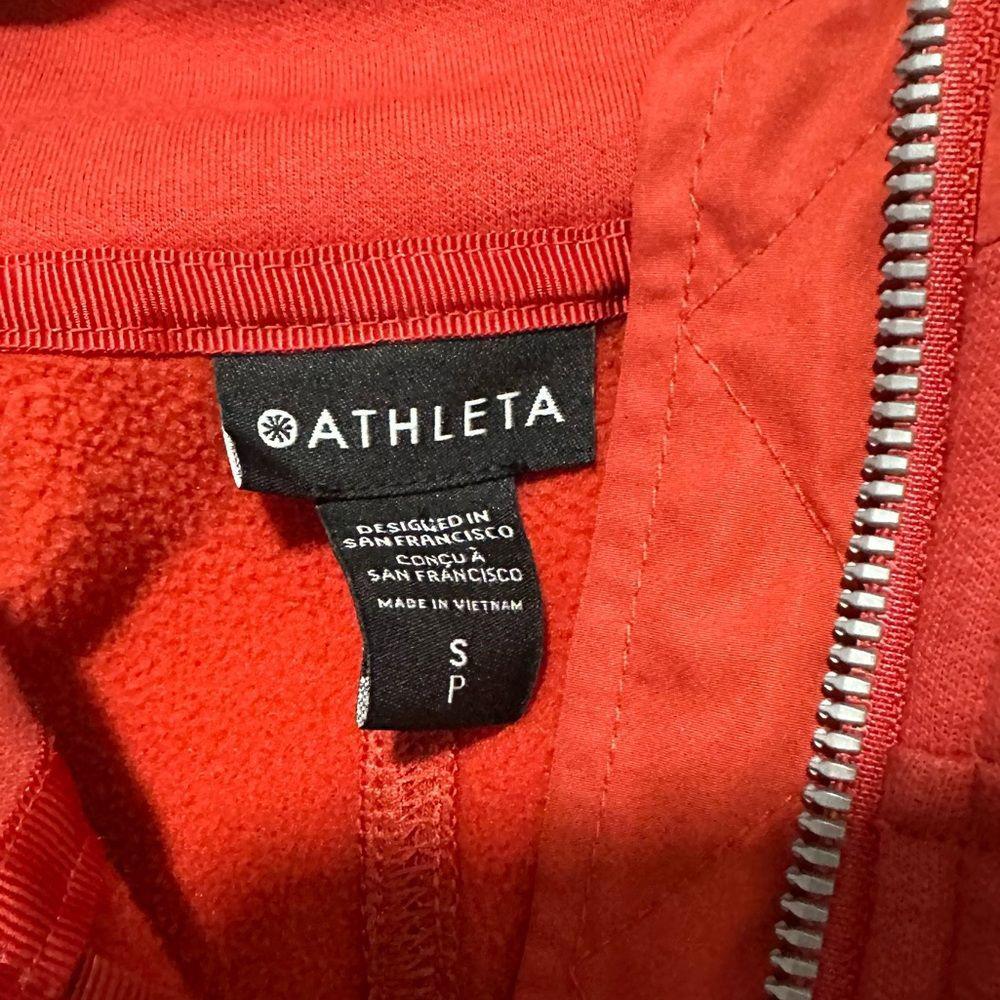 ATHLETA
DESIGNED IN
SAN FRANCISCO
CONÇU À
SAN FRANCISCO
MADE IN VIETNAM
S
P